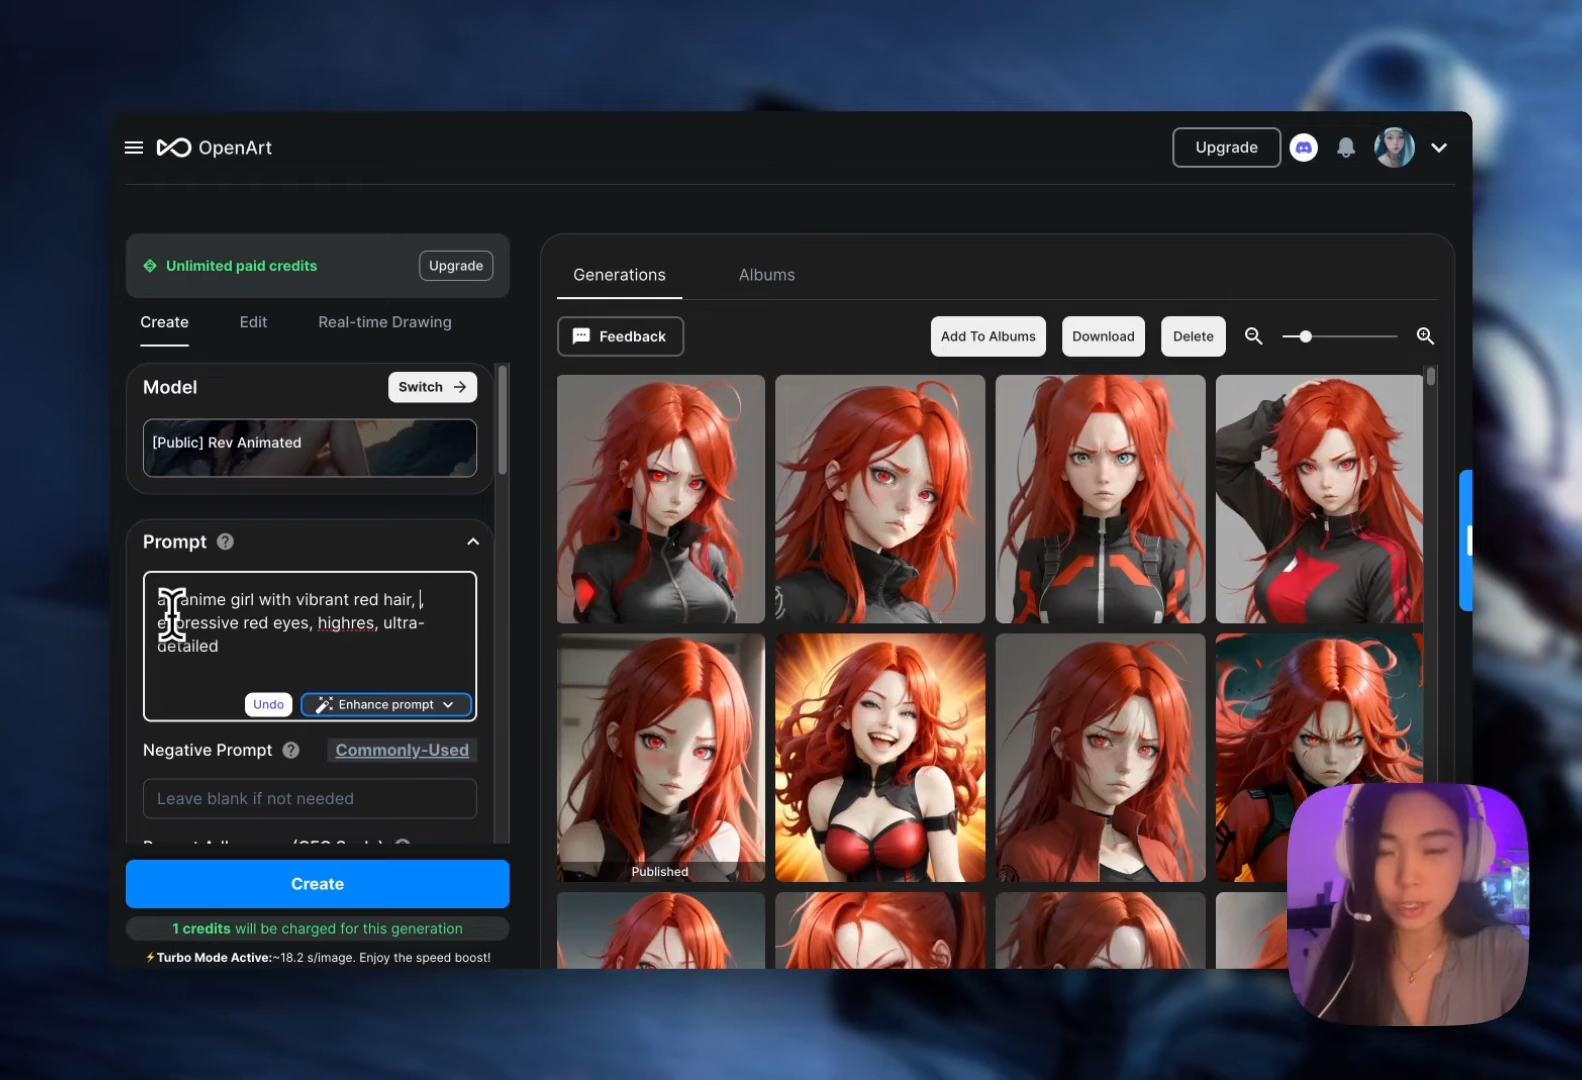 OpenArt
Upgrade
Unlimited paid credits
Upgrade
Create
Edit
Real-time Drawing
Model
Switch →
[Public] Rev Animated
Prompt
anime girl with vibrant red hair, ,
expressive red eyes, highres, ultra-
detailed
Undo
Enhance prompt
Negative Prompt
Commonly-Used
Leave blank if not needed
Create
1 credits will be charged for this generation
⚡Turbo Mode Active:~18.2 s/image. Enjoy the speed boost!
Generations
Albums
Feedback
Add To Albums
Download
Delete
Published